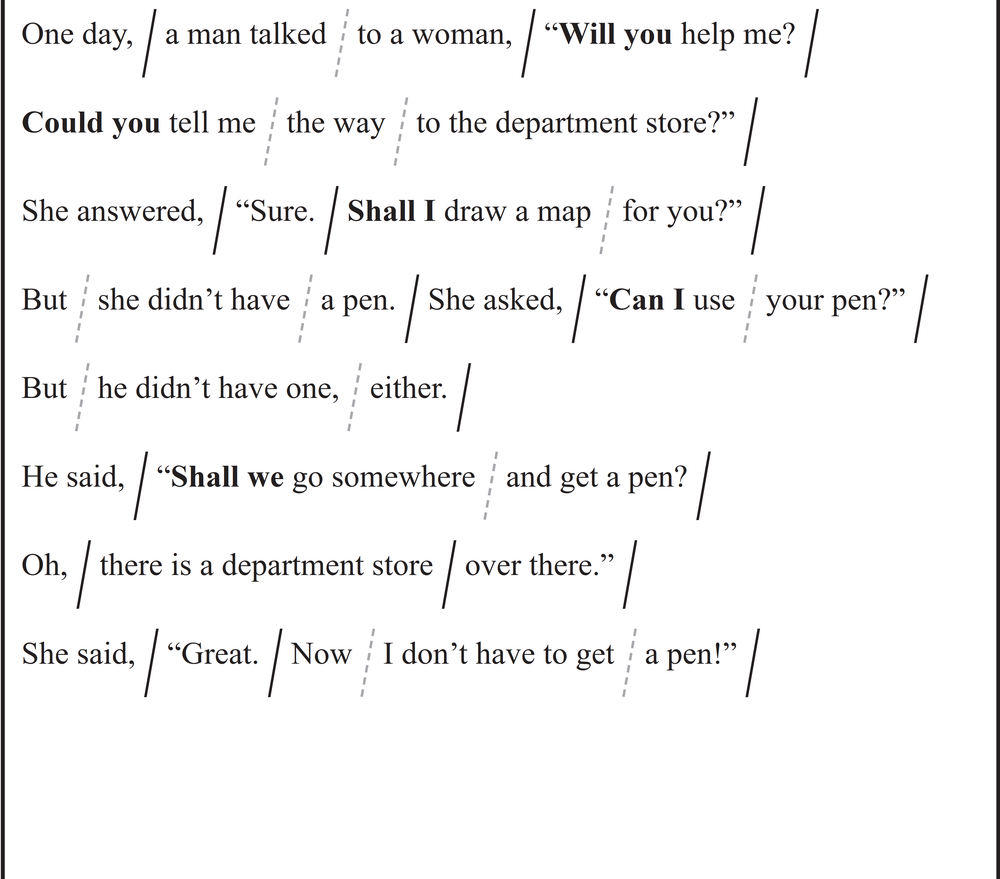 One day, / a man talked / to a woman, / “Will you help me? /
Could you tell me / the way / to the department store?” /
She answered, / “Sure. / Shall I draw a map / for you?” /
But / she didn’t have / a pen. / She asked, / “Can I use / your pen?” /
But / he didn’t have one, / either. /
He said, / “Shall we go somewhere / and get a pen? /
Oh, / there is a department store / over there.” /
She said, / “Great. / Now / I don’t have to get / a pen!” /